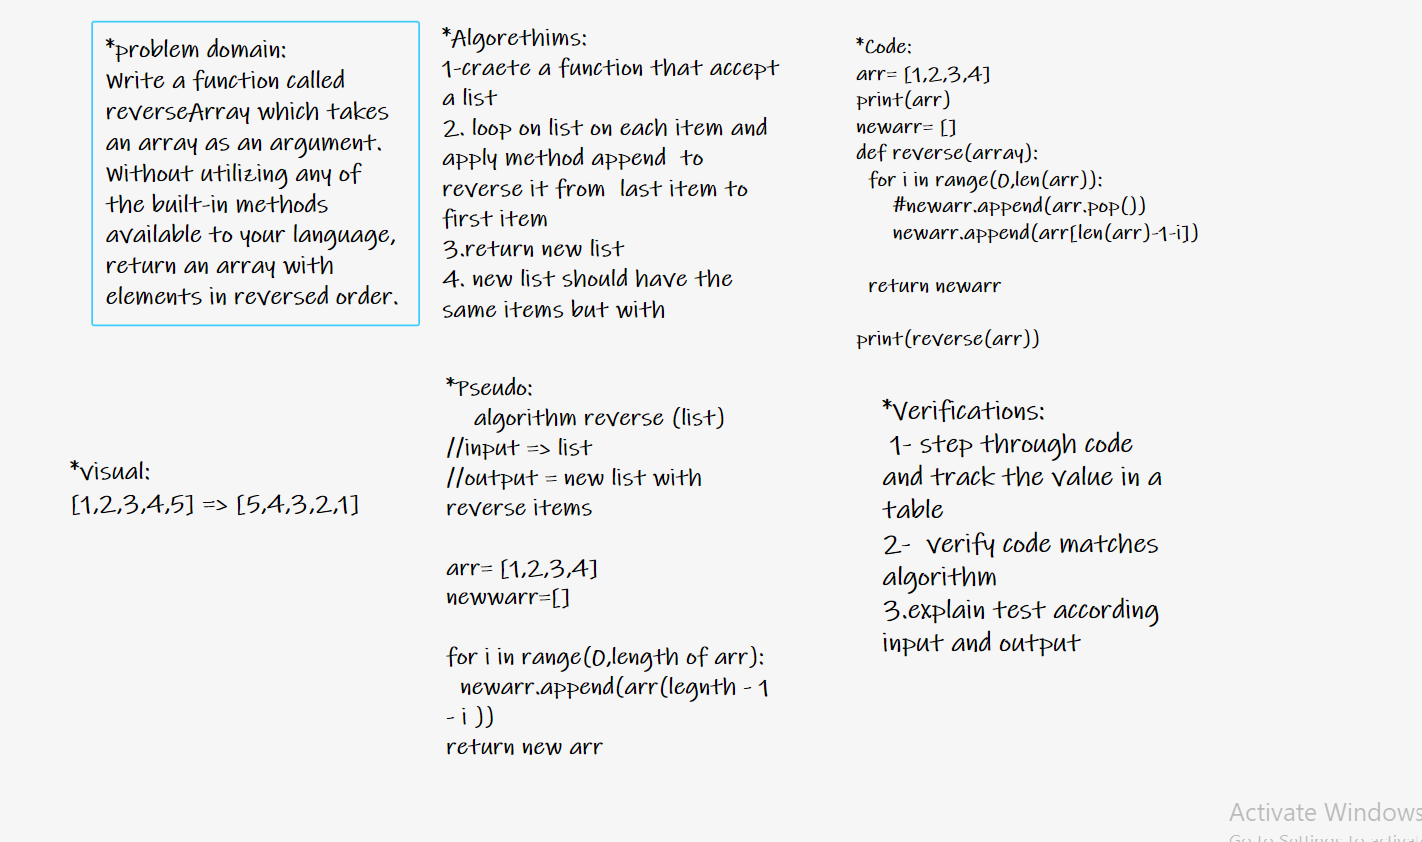 *problem domain:
Write a function called
reverseArray which takes
an array as an argument.
Without utilizing any of
the built-in methods
available to your language,
return an array with
elements in reversed order.
*visual:
[1,2,3,4,5] => [5,4,3,2,1]
*Algorethims:
1-craete a function that accept
a list
2. loop on list on each item and
apply method append to
reverse it from last item to
first item
3.return new list
4. new list should have the
same items but with
*Pseudo:
algorithm reverse (list)
//input => list
//output = new list with
reverse items
arr= [1,2,3,4]
newwarr=[]
for i in range(0,length of arr):
newarr.append(arr(legnth - 1
- i ))
return new arr
*Code:
arr= [1,2,3,4]
print(arr)
newarr= []
def reverse(array):
for i in range(0,len(arr)):
#newarr.append(arr.pop())
newarr.append(arr[len(arr)-1-i])
return newarr
print(reverse(arr))
*Verifications:
1- step through code
and track the value in a
table
2- verify code matches
algorithm
3.explain test according
input and output
Activate Windows
Go to Settings to activa